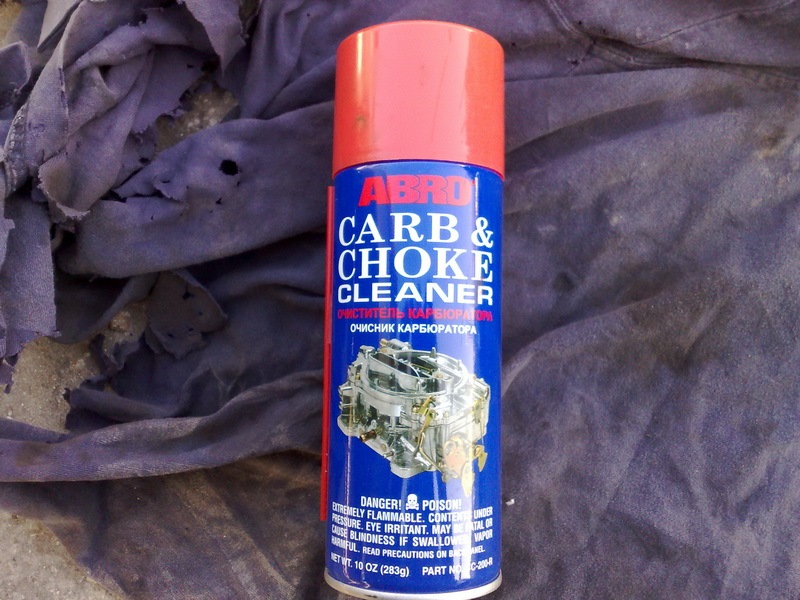 ABRO
CARB &
CHOKE
CLEANER
ОЧИСТИТЕЛЬ КАРБЮРАТОРА
ОЧИСНИК КАРБЮРАТОРА
DANGER! POISON!
EXTREMELY FLAMMABLE. CONTENTS UNDER
PRESSURE. EYE IRRITANT. MAY BE FATAL OR
CAUSE BLINDNESS IF SWALLOWED. VAPOR
HARMFUL. READ PRECAUTIONS ON BACK PANEL.
NET WT. 10 OZ (283g) PART NO.